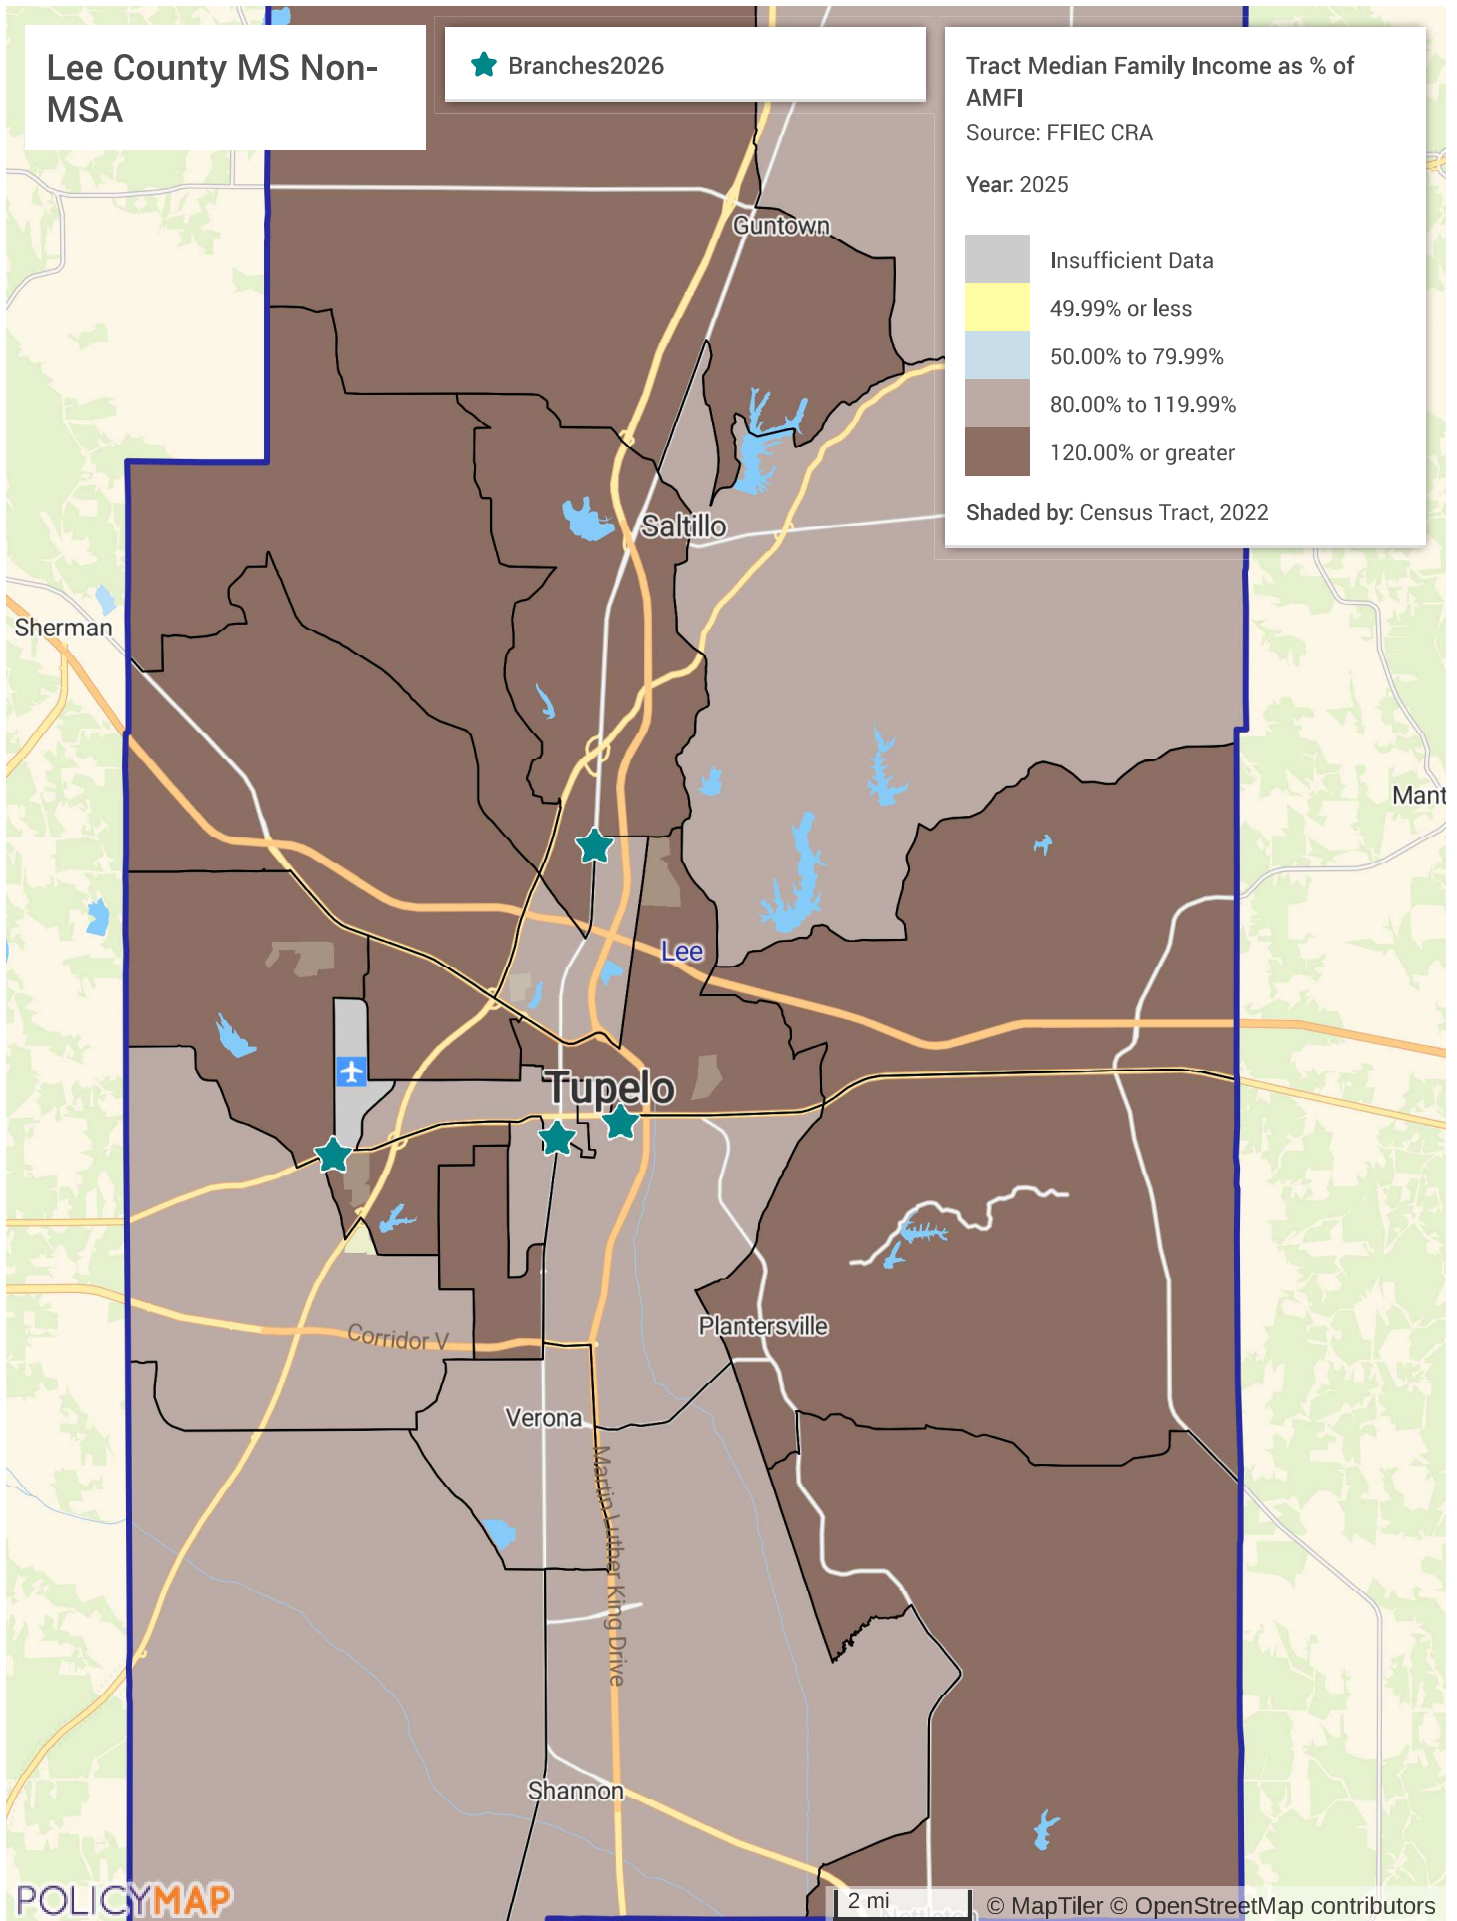 Lee County MS Non-
MSA
Branches2026
Tract Median Family Income as % of
AMFI
Source: FFIEC CRA
Year: 2025
Insufficient Data
49.99% or less
50.00% to 79.99%
80.00% to 119.99%
120.00% or greater
Shaded by: Census Tract, 2022
Guntown
Saltillo
Sherman
Mant
Lee
Tupelo
Plantersville
Corridor V
Verona
Martin Luther King Drive
Shannon
POLICYMAP
2 mi
© MapTiler © OpenStreetMap contributors